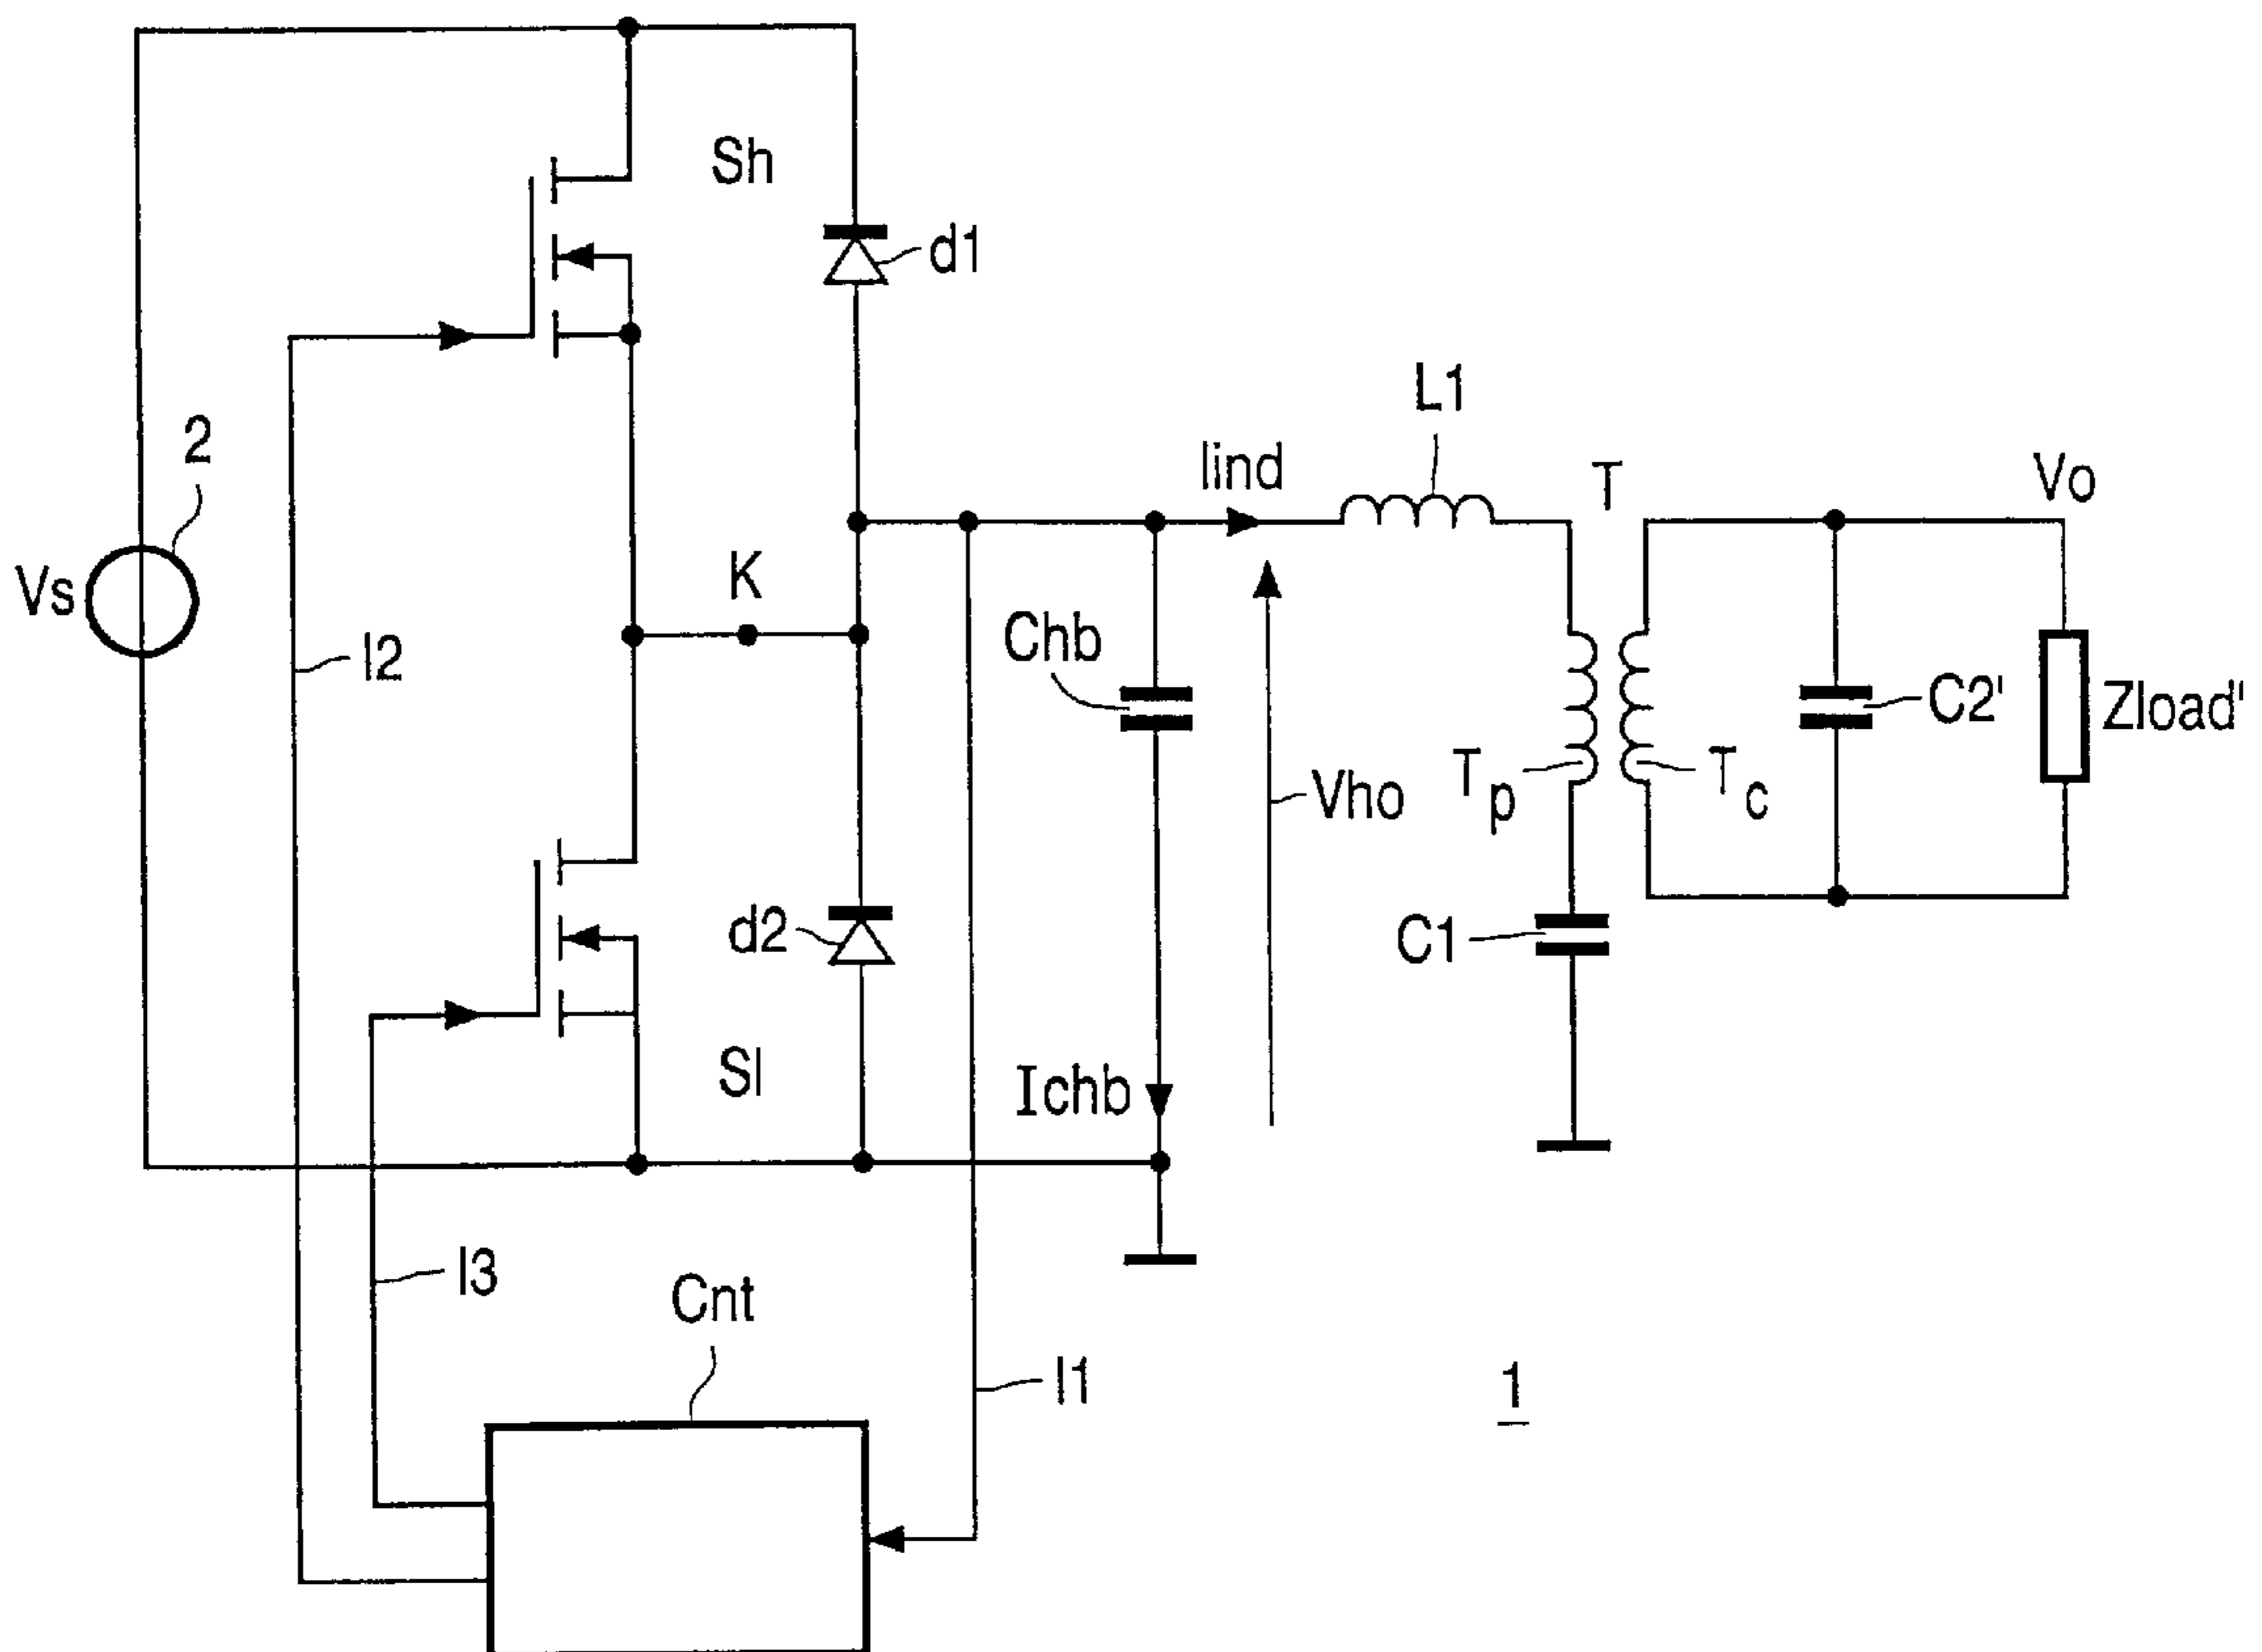 Sh
d1
2
L1
Iind
T
Vo
Vs
K
Chb
l2
C2'
Zload'
Vho
Tp
Tc
d2
C1
Sl
Ichb
l3
Cnt
l1
1